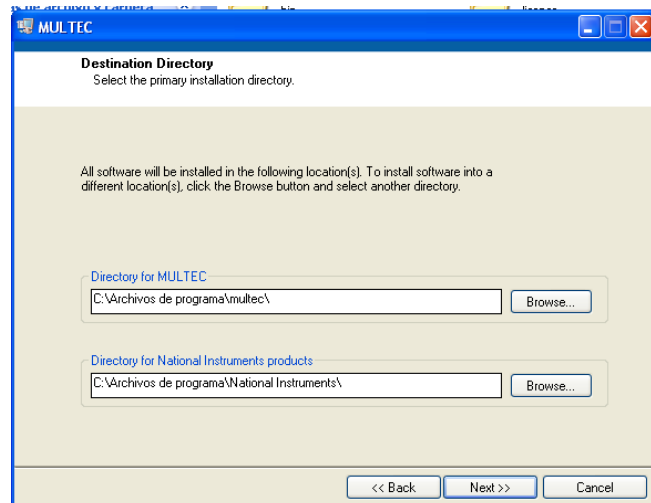 MULTEC
Destination Directory
Select the primary installation directory.
All software will be installed in the following location(s). To install software into a
different location(s), click the Browse button and select another directory.
Directory for MULTEC
C:\Archivos de programa\multec\
Browse...
Directory for National Instruments products
C:\Archivos de programa\National Instruments\
Browse...
<< Back
Next >>
Cancel